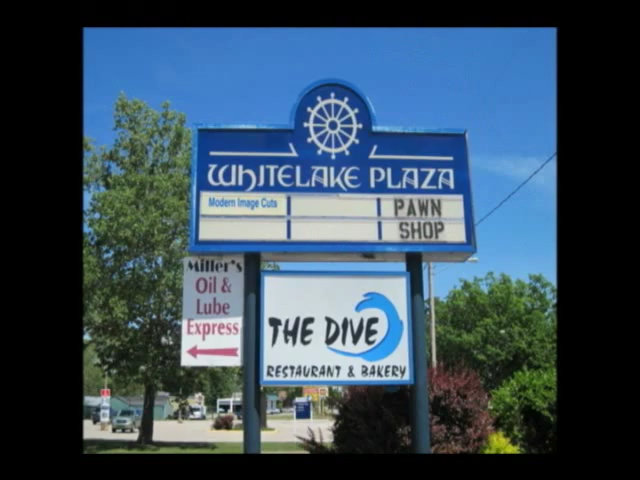 WHITELAKE PLAZA
Modern Image Cuts
PAWN
SHOP
Miller's
Oil &
Lube
Express
THE DIVE
RESTAURANT & BAKERY